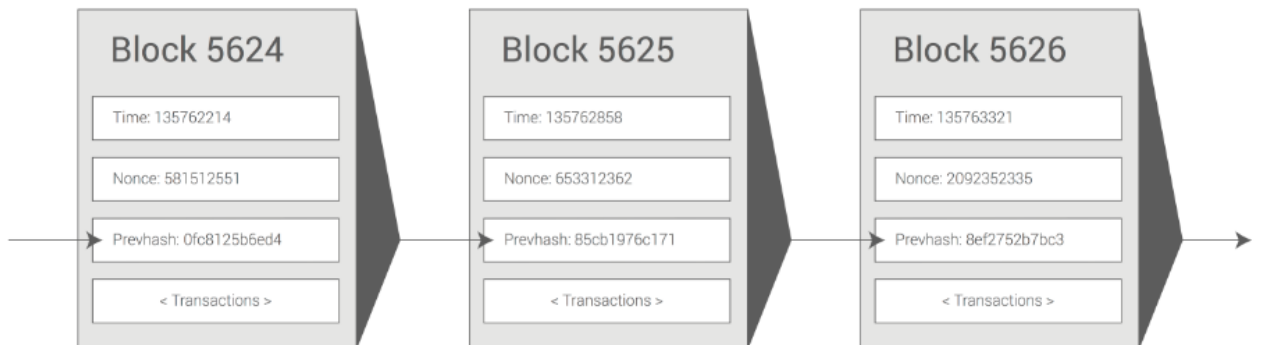 Block 5624
Time: 135762214
Nonce: 581512551
Prevhash: 0fc8125b6ed4
< Transactions >
Block 5625
Time: 135762858
Nonce: 653312362
Prevhash: 85cb1976c171
< Transactions >
Block 5626
Time: 135763321
Nonce: 2092352335
Prevhash: 8ef2752b7bc3
< Transactions >